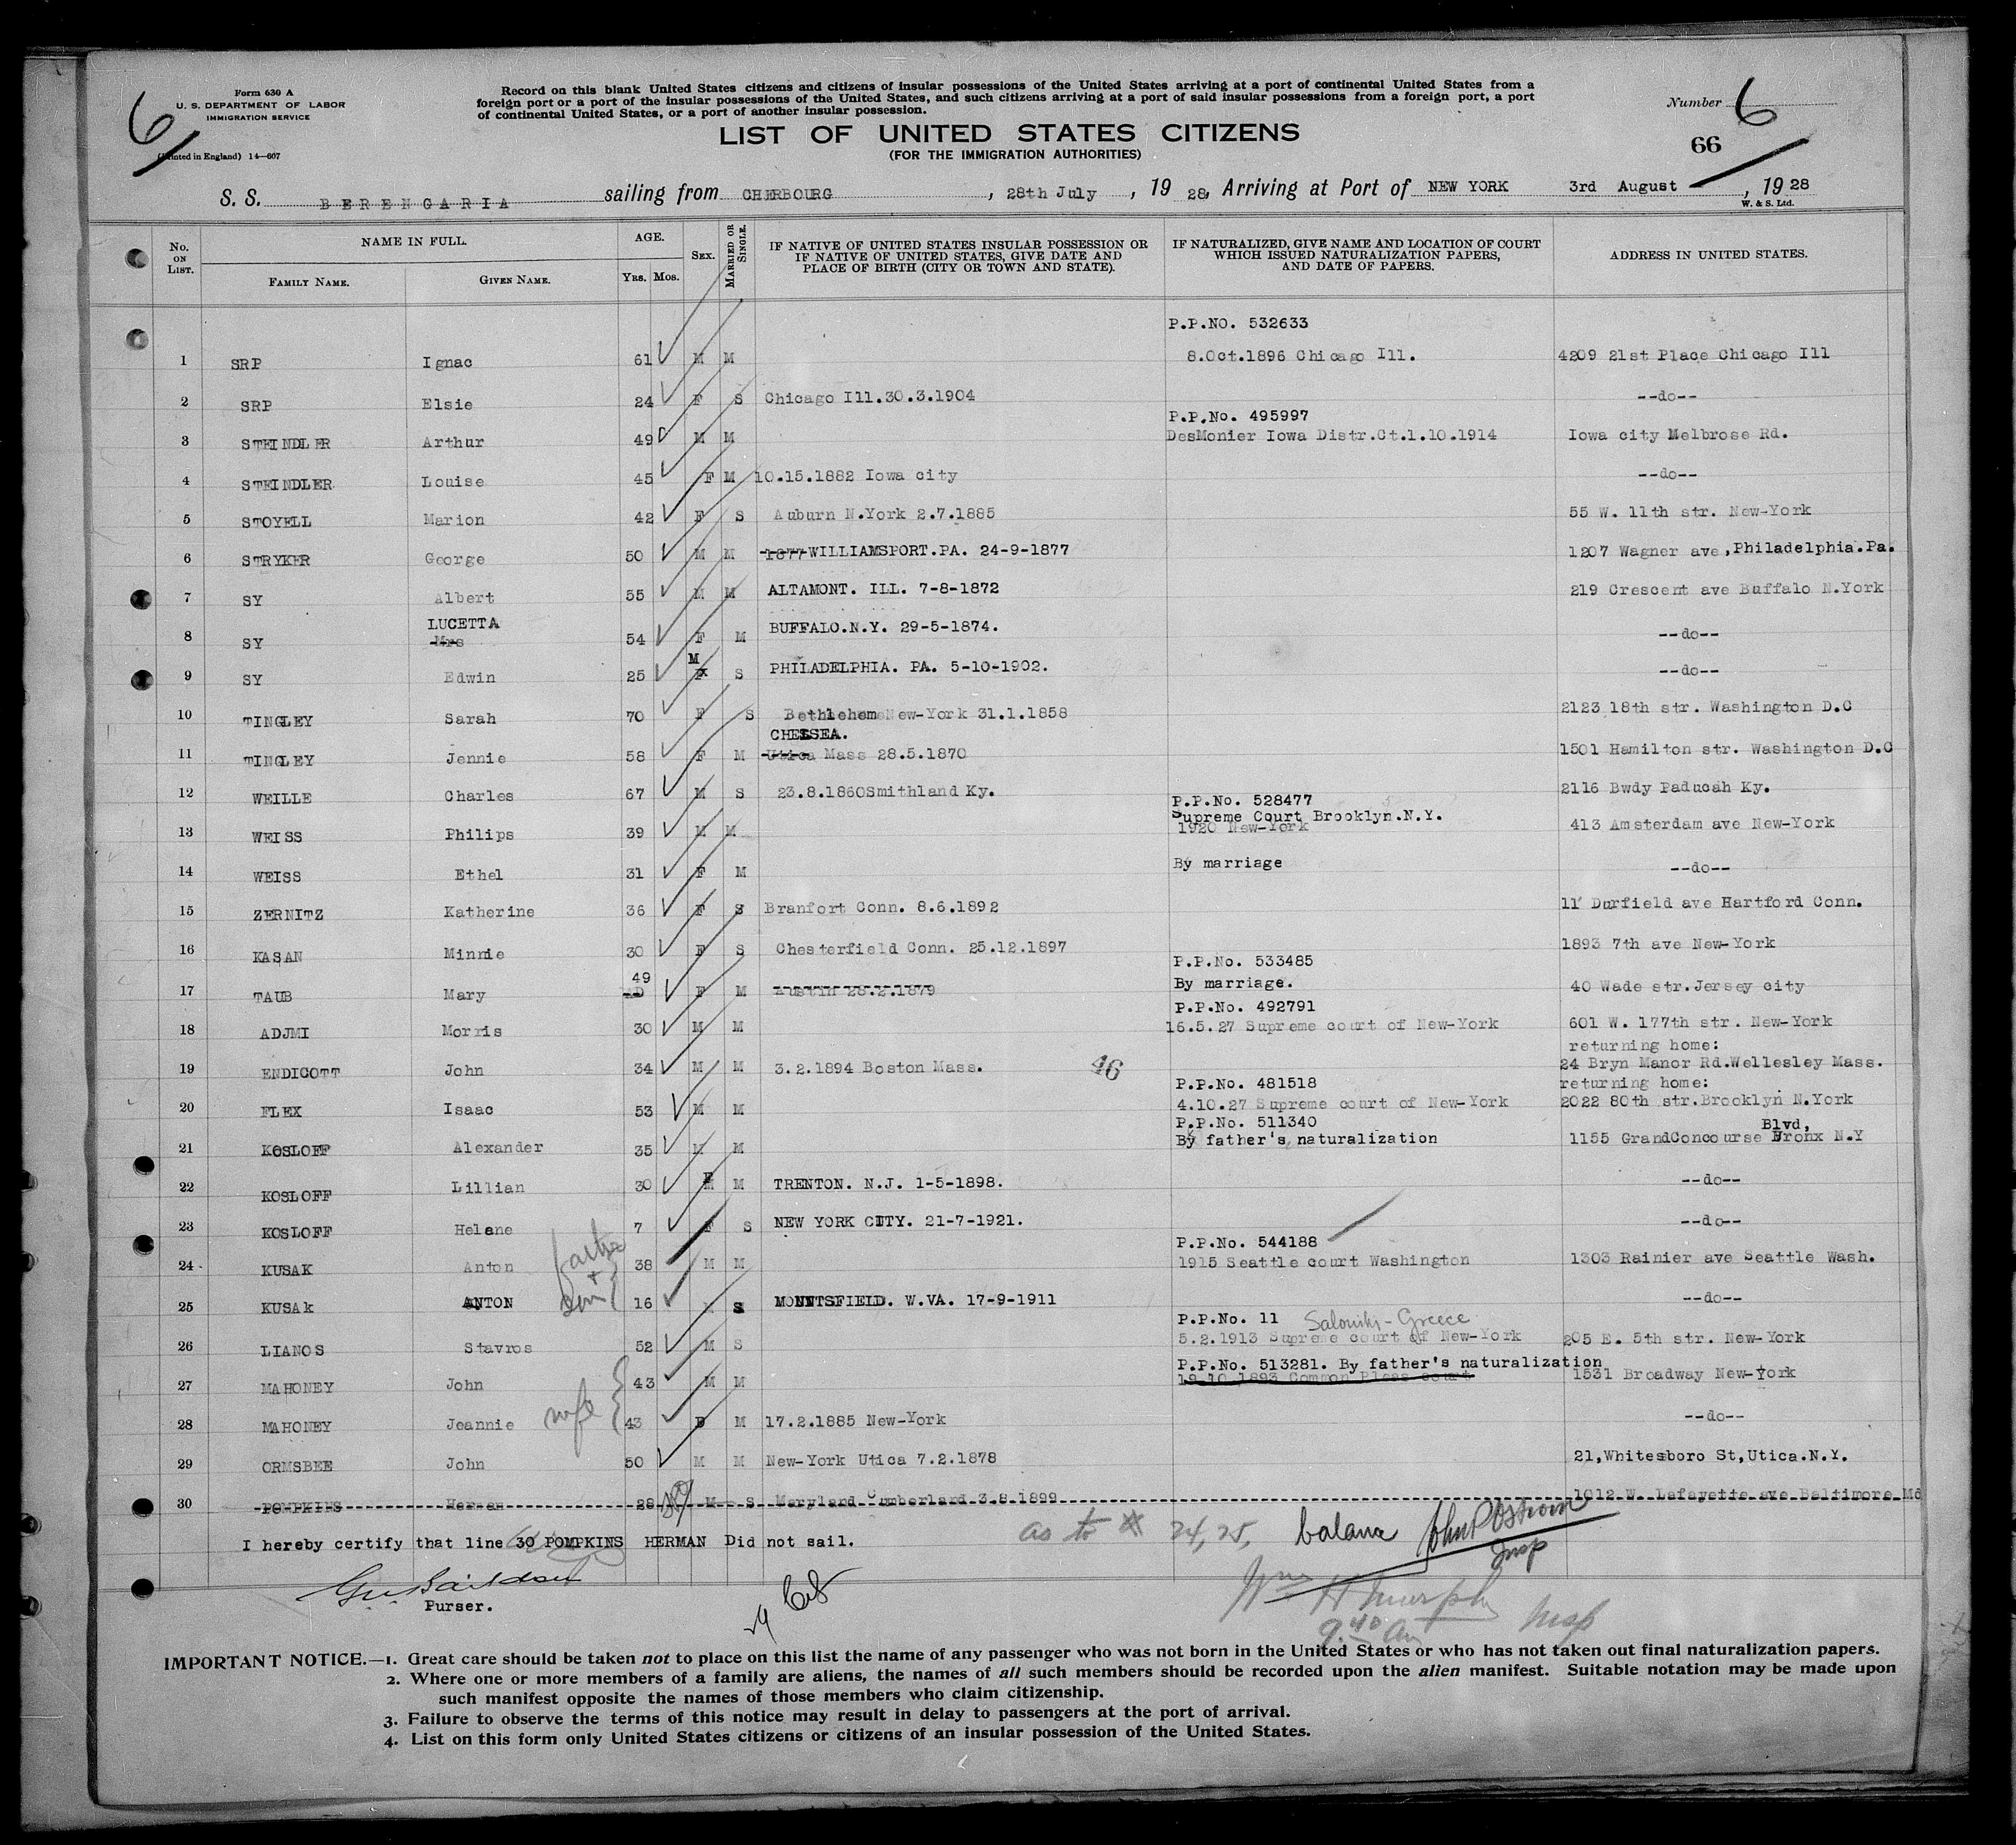 6
Form 630 A
U. S. DEPARTMENT OF LABOR
IMMIGRATION SERVICE
(Printed in England) 14—607
Record on this blank United States citizens and citizens of insular possessions of the United States arriving at a port of continental United States from a
foreign port or a port of the insular possessions of the United States, and such citizens arriving at a port of said insular possessions from a foreign port, a port
of continental United States, or a port of another insular possession.
LIST OF UNITED STATES CITIZENS
(FOR THE IMMIGRATION AUTHORITIES)
Number 6
66
S. S. BERENGARIA sailing from CHERBOURG , 28th July , 19 28, Arriving at Port of NEW YORK 3rd August , 19 28
W. & S. Ltd.
No. ON LIST. NAME IN FULL. AGE. SEX. MARRIED OR SINGLE. IF NATIVE OF UNITED STATES INSULAR POSSESSION OR IF NATIVE OF UNITED STATES, GIVE DATE AND PLACE OF BIRTH (CITY OR TOWN AND STATE). IF NATURALIZED, GIVE NAME AND LOCATION OF COURT WHICH ISSUED NATURALIZATION PAPERS, AND DATE OF PAPERS. ADDRESS IN UNITED STATES.
FAMILY NAME. GIVEN NAME. YRS. MOS.
P.P.NO. 532633
1 SRP Ignac 61 M M 8.Oct.1896 Chicago Ill. 4209 21st Place Chicago Ill
2 SRP Elsie 24 F S Chicago Ill.30.3.1904 --do--
P.P.No. 495997
3 STEINDLER Arthur 49 M M DesMonier Iowa Distr.Ct.1.10.1914 Iowa city Melbrose Rd.
4 STEINDLER Louise 45 F M 10.15.1882 Iowa city --do--
5 STOYELL Marion 42 F S Auburn N.York 2.7.1885 55 W. 11th str. New-York
6 STRYKER George 50 M M 1877 WILLIAMSPORT.PA. 24-9-1877 1207 Wagner ave,Philadelphia.Pa.
7 SY Albert 55 M M ALTAMONT. ILL. 7-8-1872 219 Crescent ave Buffalo N.York
LUCETTA
8 SY Mrs 54 F M BUFFALO.N.Y. 29-5-1874. --do--
M
9 SY Edwin 25 F S PHILADELPHIA. PA. 5-10-1902. --do--
10 TINGLEY Sarah 70 F S Bethlehem New-York 31.1.1858 2123 18th str. Washington D.C
CHELSEA.
11 TINGLEY Jennie 58 F M Utica Mass 28.5.1870 1501 Hamilton str. Washington D.C
12 WEILLE Charles 67 M S 23.8.1860Smithland Ky. 2116 Bwdy Paducah Ky.
P.P.No. 528477
Supreme Court Brooklyn.N.Y.
13 WEISS Philips 39 M M 1920 New-York 413 Amsterdam ave New-York
14 WEISS Ethel 31 F M By marriage --do--
15 ZERNITZ Katherine 36 F S Branfort Conn. 8.6.1892 11 Durfield ave Hartford Conn.
16 KASAN Minnie 30 F S Chesterfield Conn. 25.12.1897 1893 7th ave New-York
P.P.No. 533485
49
17 TAUB Mary F M Austin 28.2.1879 By marriage. 40 Wade str.Jersey city
P.P.No. 492791
18 ADJMI Morris 30 M M 16.5.27 Supreme court of New-York 601 W. 177th str. New-York
returning home:
19 ENDICOTT John 34 M M 3.2.1894 Boston Mass. 46 24 Bryn Manor Rd.Wellesley Mass.
P.P.No. 481518 returning home:
20 FLEX Isaac 53 M M 4.10.27 Supreme court of New-York 2022 80th str.Brooklyn N.York
P.P.No. 511340 Blvd,
21 KOSLOFF Alexander 35 M M By father's naturalization 1155 GrandConcourse Bronx N.Y
22 KOSLOFF Lillian 30 F M TRENTON. N.J. 1-5-1898. --do--
23 KOSLOFF Helene 7 F S NEW YORK CITY. 21-7-1921. --do--
P.P.No. 544188
24 KUSAK Anton 38 M M 1915 Seattle court Washington 1303 Rainier ave Seattle Wash.
father + son
25 KUSAk ANTON 16 S MOUNTSFIELD. W.VA. 17-9-1911 --do--
P.P.No. 11 Saloniki - Greece
26 LIANOS Stavros 52 M S 5.2.1913 Supreme court of New-York 205 E. 5th str. New-York
P.P.No. 513281. By father's naturalization
27 MAHONEY John 43 M M 19.10.1893 Common Pleas Court 1531 Broadway New-York
wife
28 MAHONEY Jeannie 43 M 17.2.1885 New-York --do--
29 ORMSBEE John 50 M M New-York Utica 7.2.1878 21,Whitesboro St,Utica.N.Y.
30 POMPKINS Herman 28 M S Maryland Cumberland 3.8.1899 1012 W. Lafayette ave Baltimore Md
I hereby certify that line 30 POMPKINS HERMAN Did not sail.
as to # 24, 25,
Purser.
Wm H Murphy Insp
9.40 am
IMPORTANT NOTICE.—1. Great care should be taken not to place on this list the name of any passenger who was not born in the United States or who has not taken out final naturalization papers.
2. Where one or more members of a family are aliens, the names of all such members should be recorded upon the alien manifest. Suitable notation may be made upon
such manifest opposite the names of those members who claim citizenship.
3. Failure to observe the terms of this notice may result in delay to passengers at the port of arrival.
4. List on this form only United States citizens or citizens of an insular possession of the United States.